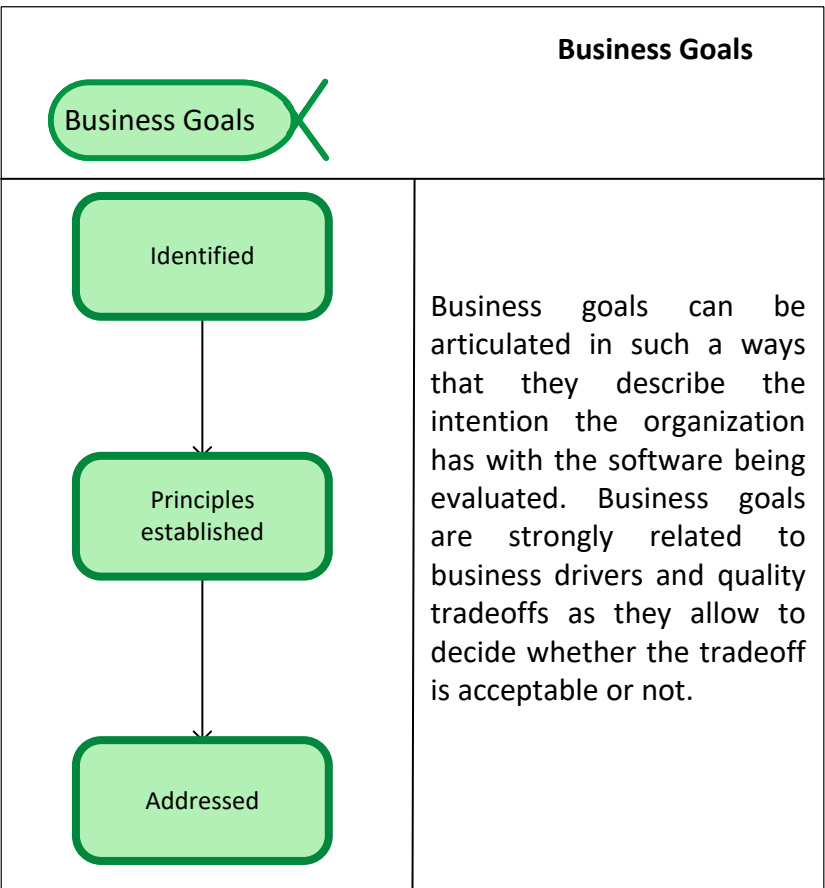 Business Goals
Business Goals
Identified
Principles
established
Addressed
Business goals can be
articulated in such a ways
that they describe the
intention the organization
has with the software being
evaluated. Business goals
are strongly related to
business drivers and quality
tradeoffs as they allow to
decide whether the tradeoff
is acceptable or not.